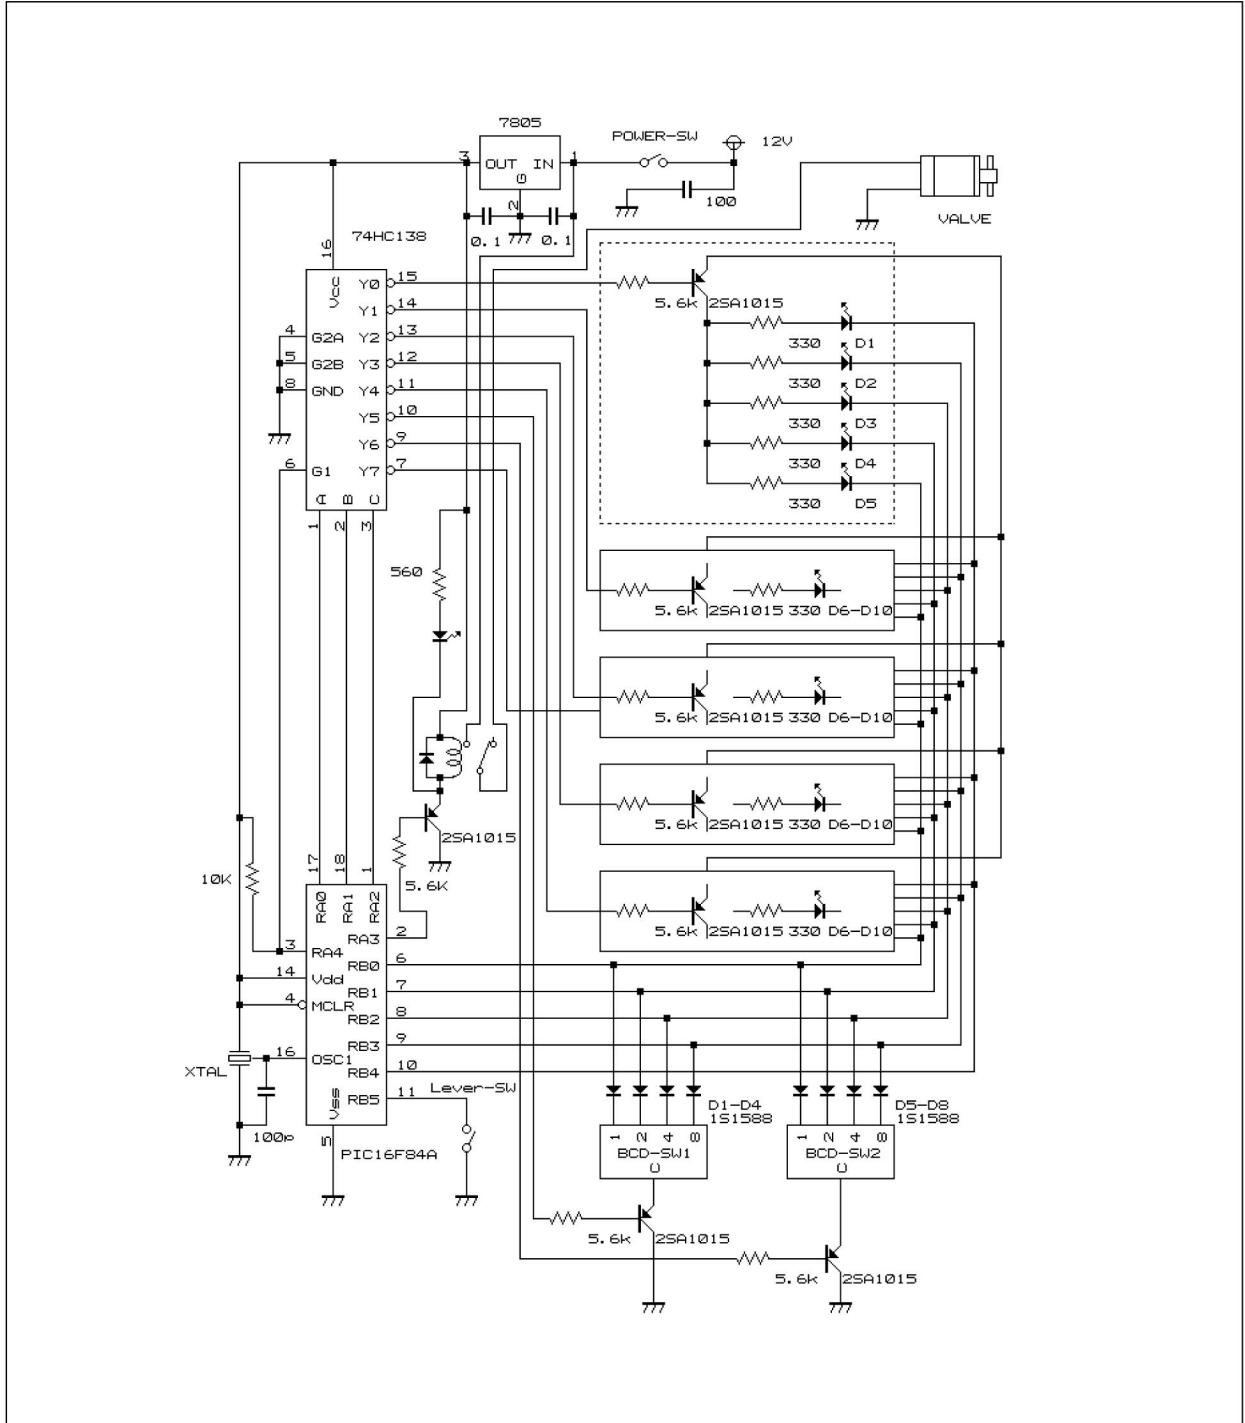 7805
POWER-SW
12V
3 OUT IN 1
G
2
100
VALVE
0.1 0.1
74HC138
16
Vcc
Y0 15
Y1 14
4 G2A Y2 13
5 G2B Y3 12
8 GND Y4 11
Y5 10
Y6 9
6 G1 Y7 7
A B C
1 2 3
5.6k 2SA1015
330 D1
330 D2
330 D3
330 D4
330 D5
560
5.6k 2SA1015 330 D6-D10
5.6k 2SA1015 330 D6-D10
5.6k 2SA1015 330 D6-D10
5.6k 2SA1015 330 D6-D10
2SA1015
5.6K
10K
17 18 1
RA0 RA1 RA2
RA3 2
3 RA4
RB0 6
14 Vdd
RB1 7
4 MCLR
RB2 8
RB3 9
16 OSC1
XTAL
RB4 10
RB5 11
Lever-SW
Vss
5
100p
PIC16F84A
D1-D4
1S1588
D5-D8
1S1588
1 2 4 8
BCD-SW1
C
1 2 4 8
BCD-SW2
C
5.6k 2SA1015
5.6k 2SA1015